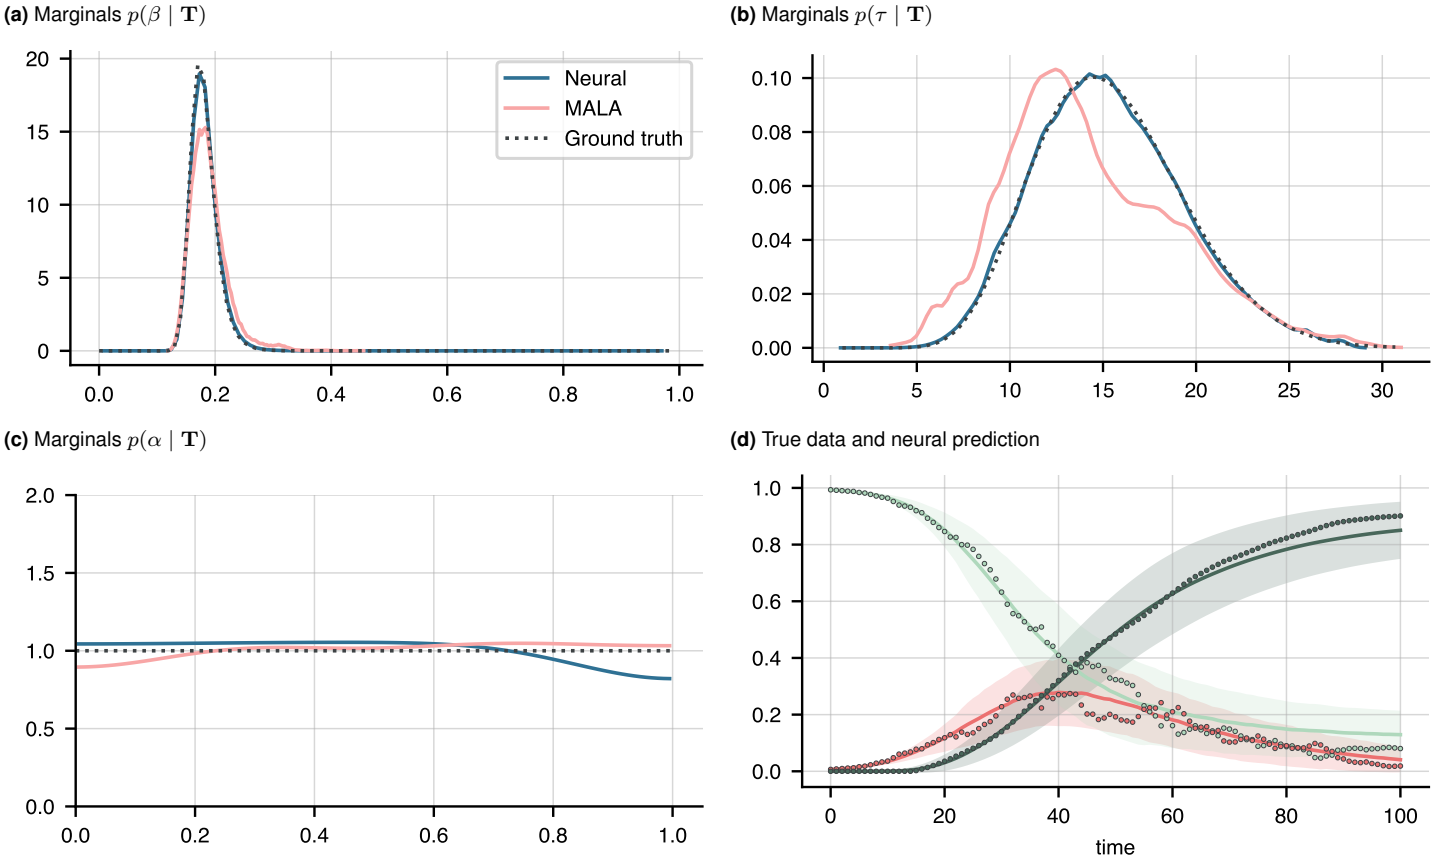 (a) Marginals p(β | T)
20
15
10
5
0
0.0 0.2 0.4 0.6 0.8 1.0
Neural
MALA
Ground truth
(b) Marginals p(τ | T)
0.10
0.08
0.06
0.04
0.02
0.00
0 5 10 15 20 25 30
(c) Marginals p(α | T)
2.0
1.5
1.0
0.5
0.0
0.0 0.2 0.4 0.6 0.8 1.0
(d) True data and neural prediction
1.0
0.8
0.6
0.4
0.2
0.0
0 20 40 60 80 100
time